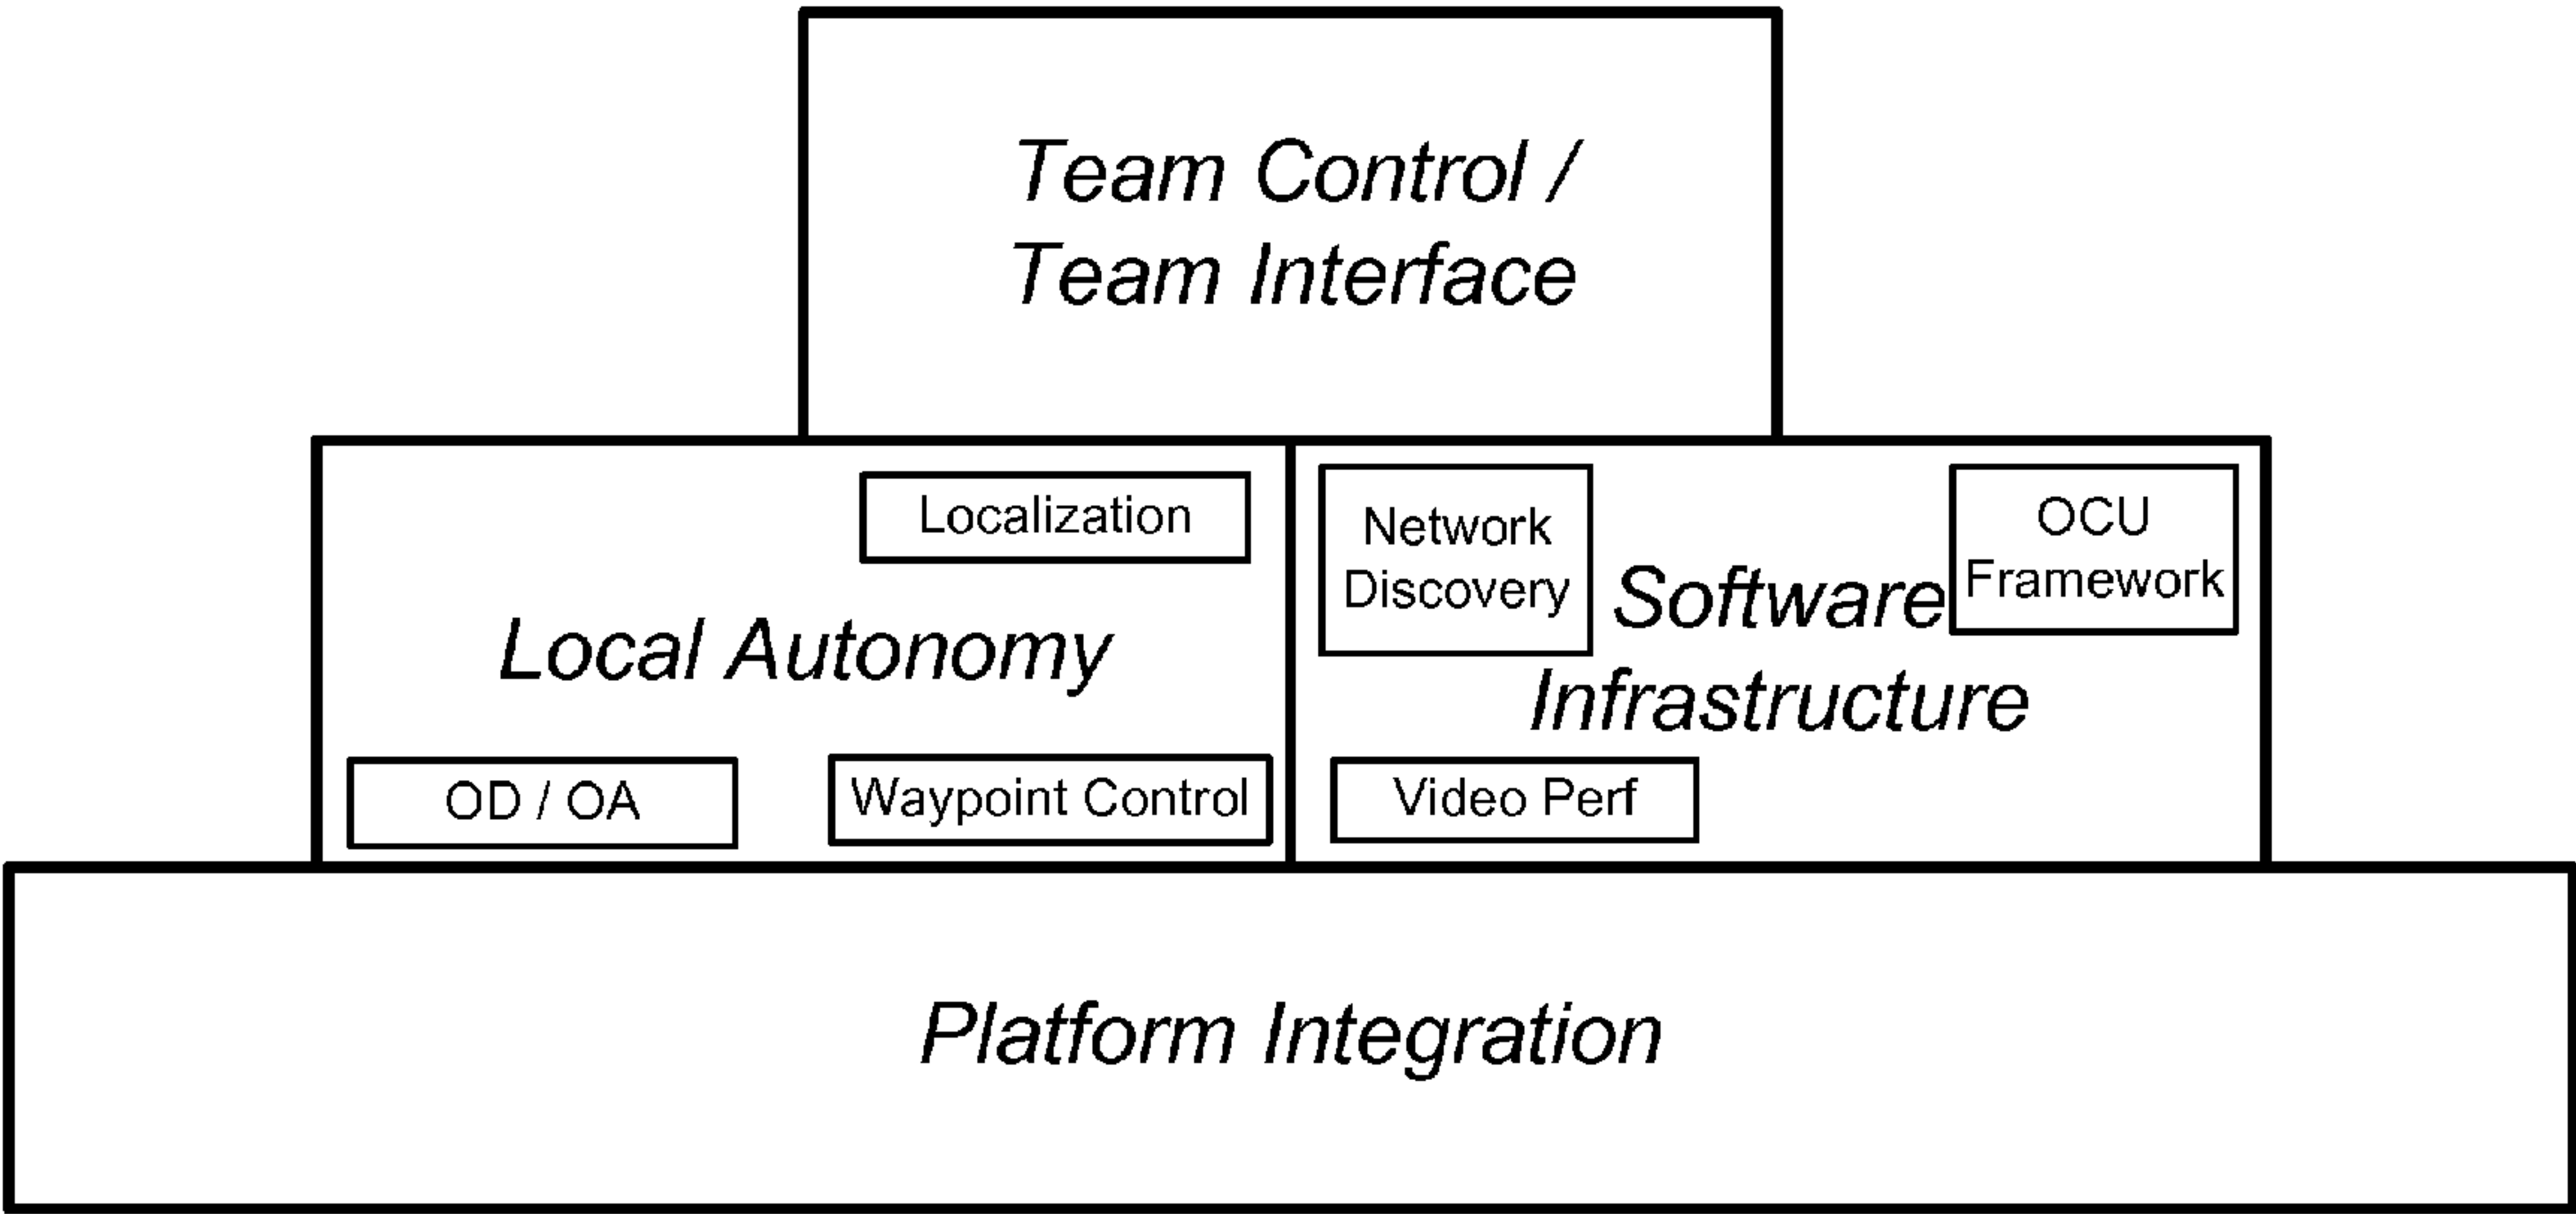 Team Control /
Team Interface
Localization
Local Autonomy
OD / OA
Waypoint Control
Network
Discovery
OCU
Framework
Software
Infrastructure
Video Perf
Platform Integration